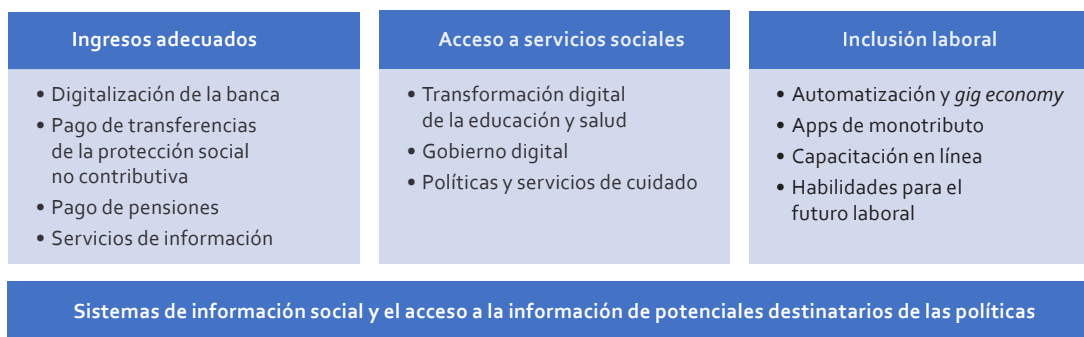 Ingresos adecuados
• Digitalización de la banca
• Pago de transferencias
de la protección social
no contributiva
• Pago de pensiones
• Servicios de información
Acceso a servicios sociales
• Transformación digital
de la educación y salud
• Gobierno digital
• Políticas y servicios de cuidado
Inclusión laboral
• Automatización y gig economy
• Apps de monotributo
• Capacitación en línea
• Habilidades para el
futuro laboral
Sistemas de información social y el acceso a la información de potenciales destinatarios de las políticas